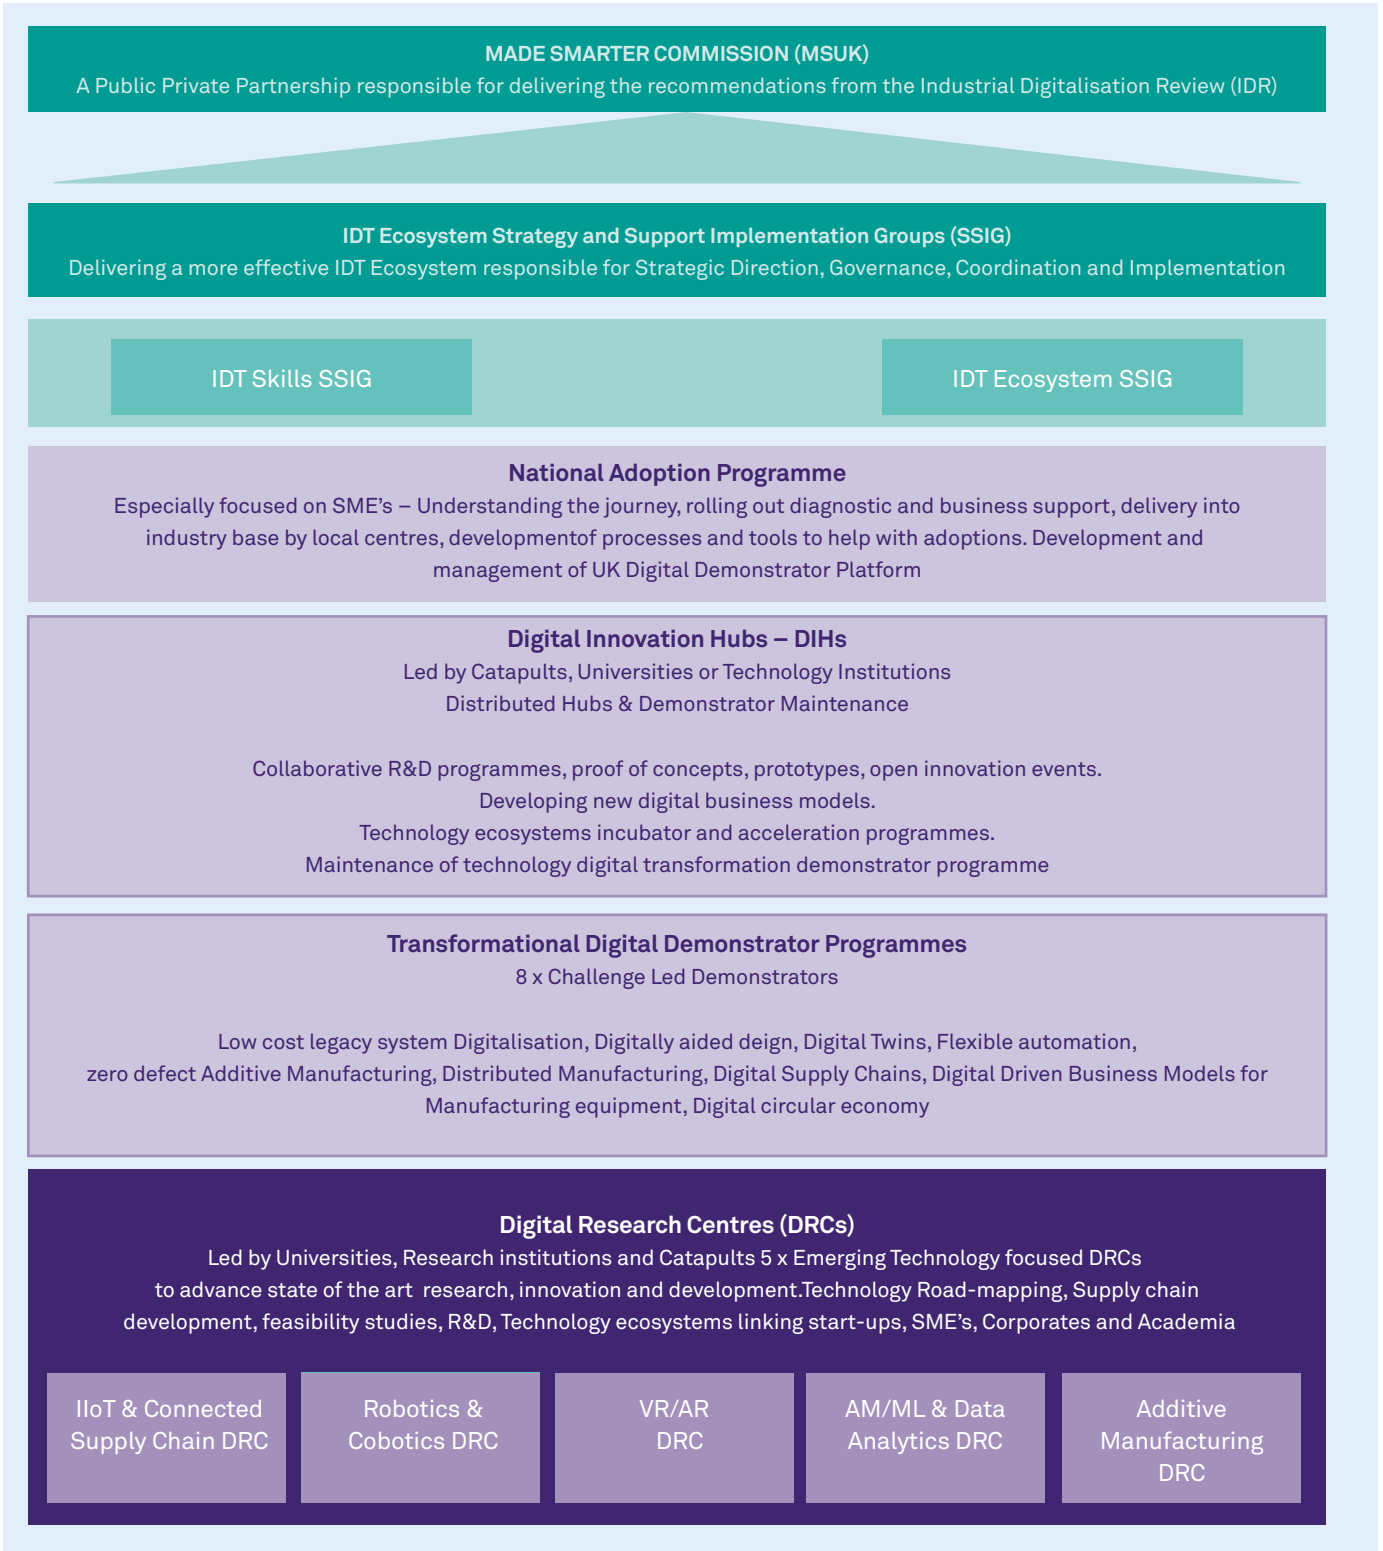 MADE SMARTER COMMISSION (MSUK)
A Public Private Partnership responsible for delivering the recommendations from the Industrial Digitalisation Review (IDR)
IDT Ecosystem Strategy and Support Implementation Groups (SSIG)
Delivering a more effective IDT Ecosystem responsible for Strategic Direction, Governance, Coordination and Implementation
IDT Skills SSIG
IDT Ecosystem SSIG
National Adoption Programme
Especially focused on SME’s – Understanding the journey, rolling out diagnostic and business support, delivery into
industry base by local centres, developmentof processes and tools to help with adoptions. Development and
management of UK Digital Demonstrator Platform
Digital Innovation Hubs – DIHs
Led by Catapults, Universities or Technology Institutions
Distributed Hubs & Demonstrator Maintenance
Collaborative R&D programmes, proof of concepts, prototypes, open innovation events.
Developing new digital business models.
Technology ecosystems incubator and acceleration programmes.
Maintenance of technology digital transformation demonstrator programme
Transformational Digital Demonstrator Programmes
8 x Challenge Led Demonstrators
Low cost legacy system Digitalisation, Digitally aided deign, Digital Twins, Flexible automation,
zero defect Additive Manufacturing, Distributed Manufacturing, Digital Supply Chains, Digital Driven Business Models for
Manufacturing equipment, Digital circular economy
Digital Research Centres (DRCs)
Led by Universities, Research institutions and Catapults 5 x Emerging Technology focused DRCs
to advance state of the art research, innovation and development.Technology Road-mapping, Supply chain
development, feasibility studies, R&D, Technology ecosystems linking start-ups, SME’s, Corporates and Academia
IIoT & Connected
Supply Chain DRC
Robotics &
Cobotics DRC
VR/AR
DRC
AM/ML & Data
Analytics DRC
Additive
Manufacturing
DRC